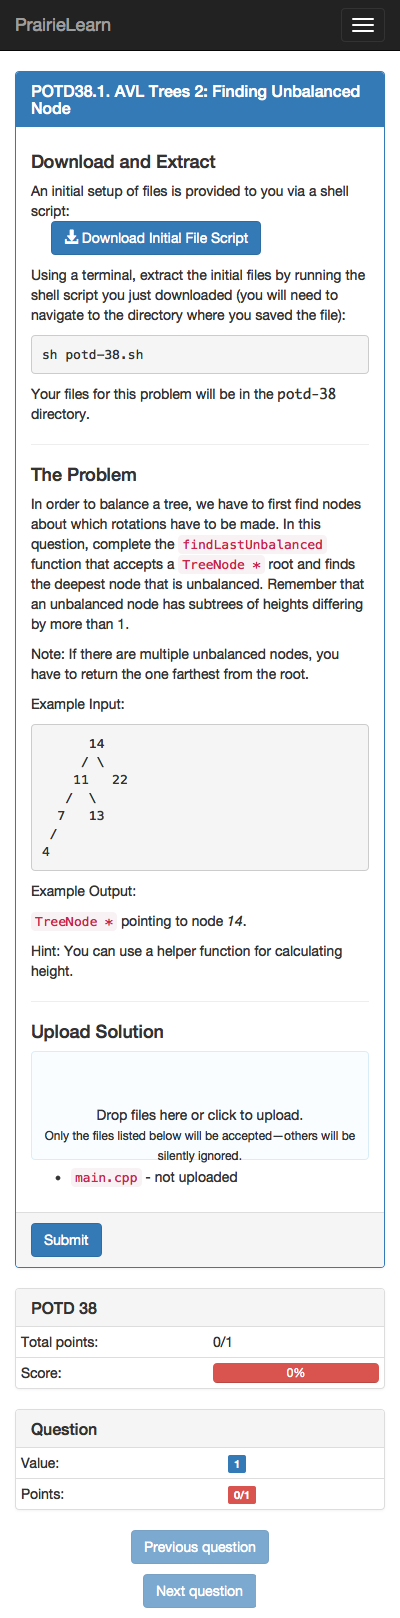 PrairieLearn
POTD38.1. AVL Trees 2: Finding Unbalanced
Node
Download and Extract
An initial setup of files is provided to you via a shell
script:
Download Initial File Script
Using a terminal, extract the initial files by running the
shell script you just downloaded (you will need to
navigate to the directory where you saved the file):
sh potd-38.sh
Your files for this problem will be in the potd-38
directory.
The Problem
In order to balance a tree, we have to first find nodes
about which rotations have to be made. In this
question, complete the findLastUnbalanced
function that accepts a TreeNode * root and finds
the deepest node that is unbalanced. Remember that
an unbalanced node has subtrees of heights differing
by more than 1.
Note: If there are multiple unbalanced nodes, you
have to return the one farthest from the root.
Example Input:
14
/ \
11 22
/ \
7 13
/
4
Example Output:
TreeNode * pointing to node 14.
Hint: You can use a helper function for calculating
height.
Upload Solution
Drop files here or click to upload.
Only the files listed below will be accepted—others will be
silently ignored.
• main.cpp - not uploaded
Submit
POTD 38
Total points: 0/1
Score: 0%
Question
Value: 1
Points: 0/1
Previous question
Next question